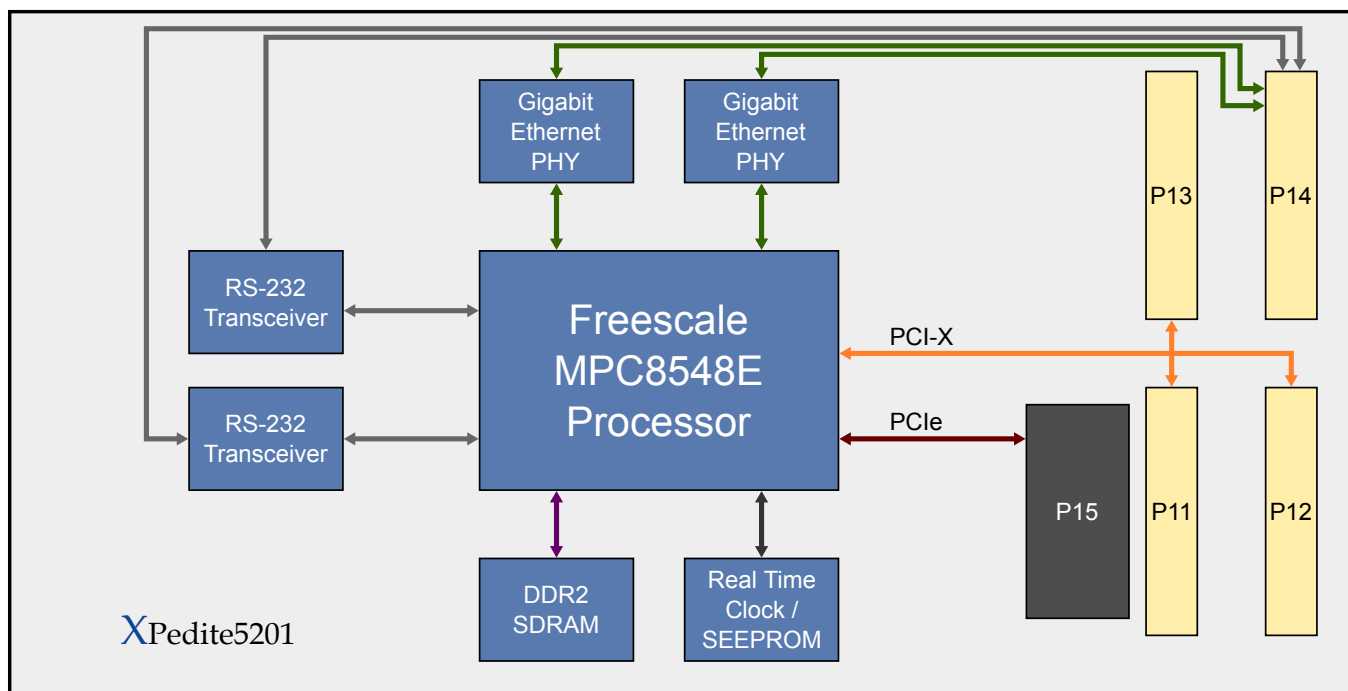 Gigabit
Ethernet
PHY
Gigabit
Ethernet
PHY
P13
P14
RS-232
Transceiver
Freescale
MPC8548E
Processor
PCI-X
RS-232
Transceiver
PCIe
P15
P11
P12
DDR2
SDRAM
Real Time
Clock /
SEEPROM
XPedite5201